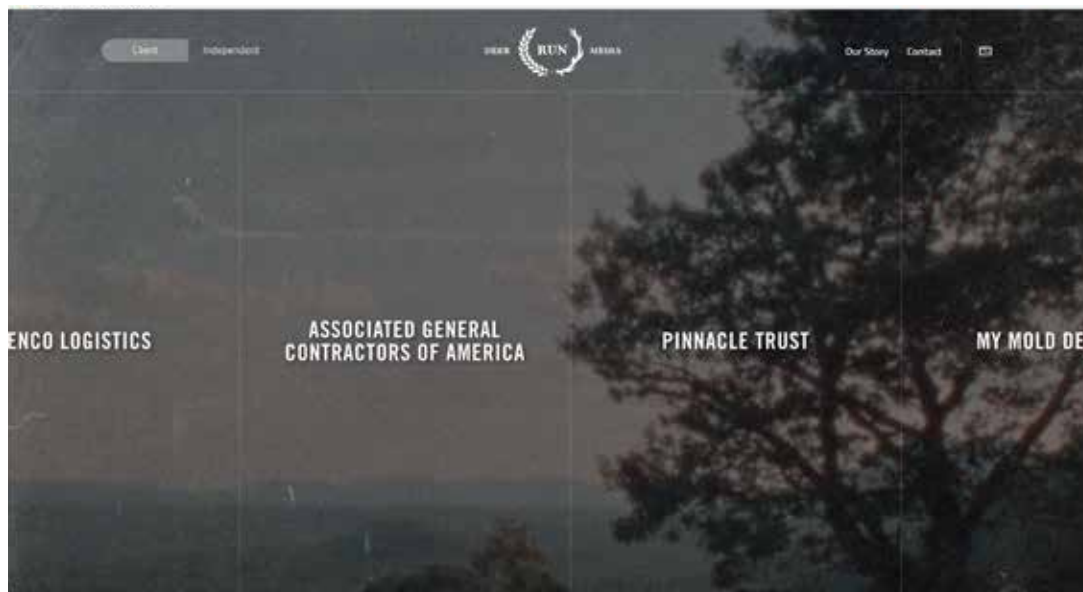 Client
Independent
DEER RUN MEDIA
Our Story
Contact
ENCO LOGISTICS
ASSOCIATED GENERAL
CONTRACTORS OF AMERICA
PINNACLE TRUST
MY MOLD DE